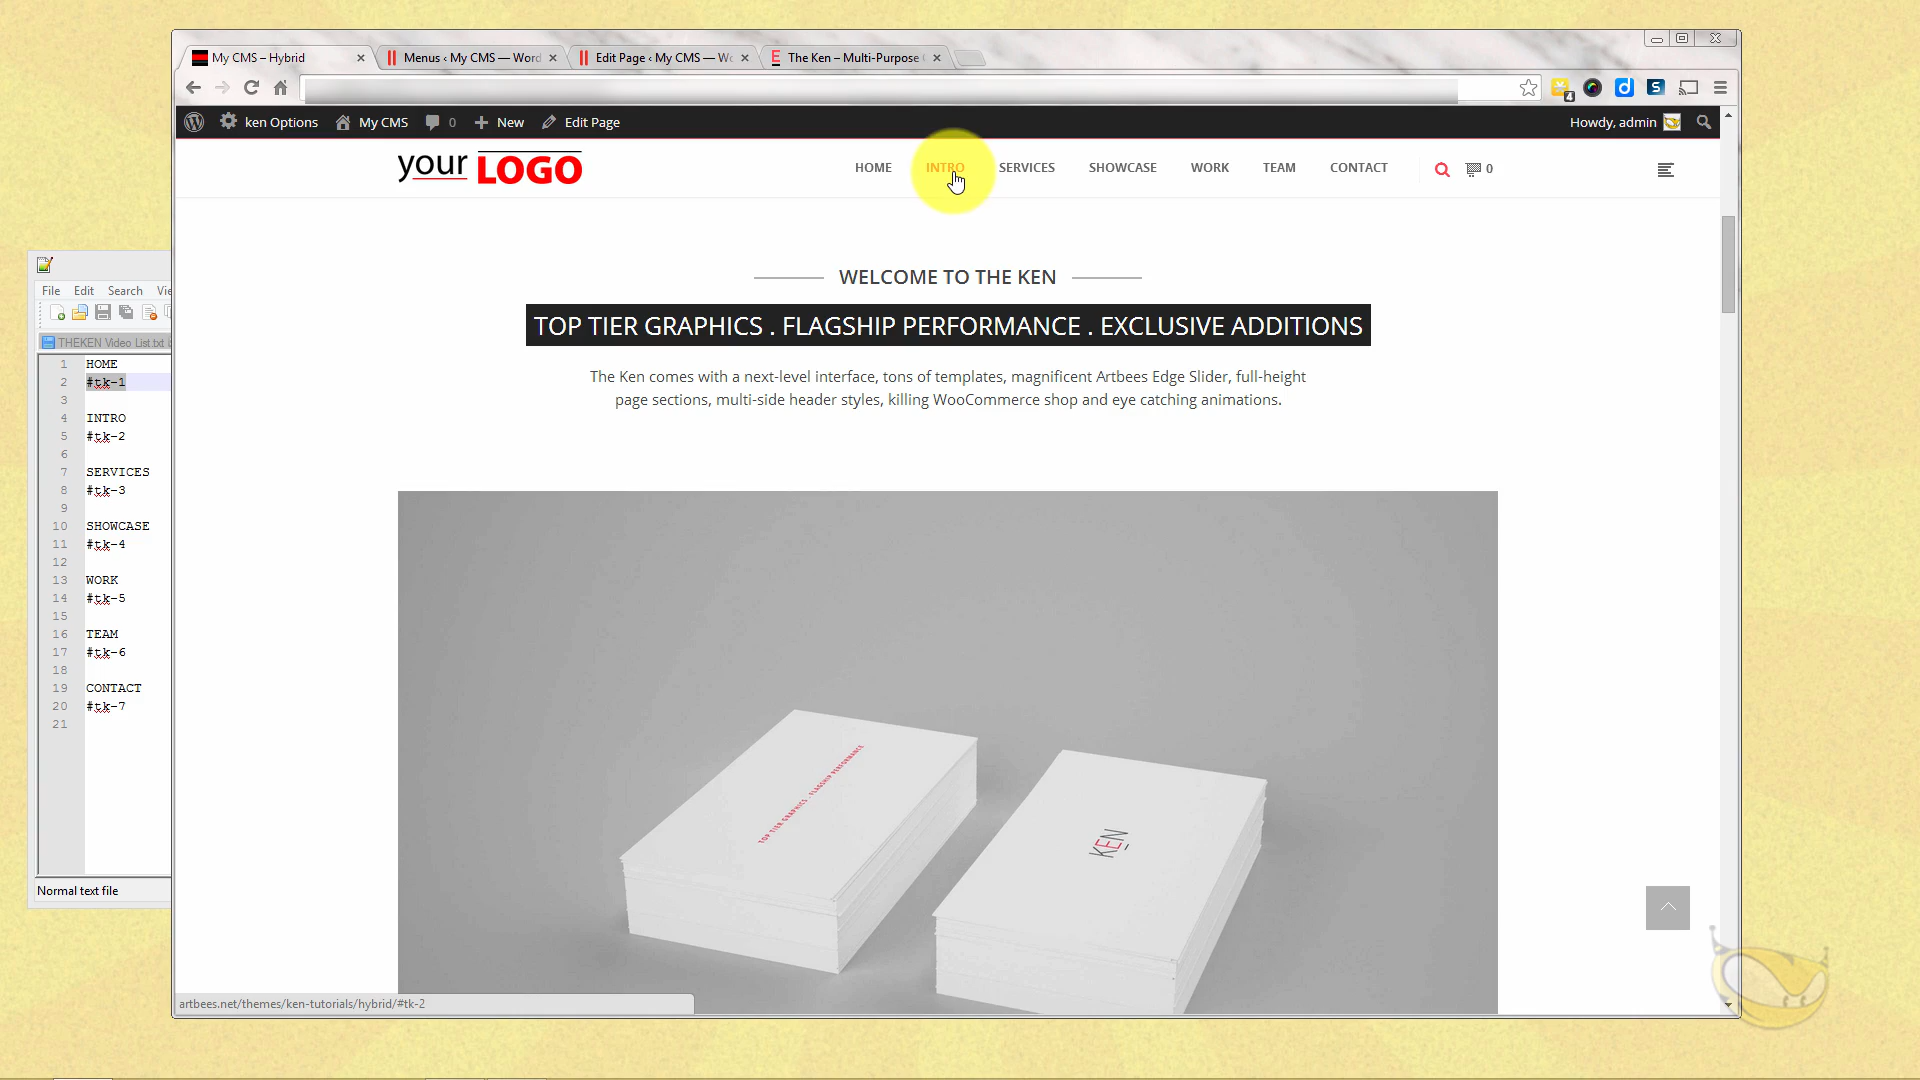 My CMS – Hybrid
Menus ‹ My CMS — Word
Edit Page ‹ My CMS — Wo
The Ken – Multi-Purpose
4
ken Options
My CMS
0
New
Edit Page
Howdy, admin
your LOGO
HOME
INTRO
SERVICES
SHOWCASE
WORK
TEAM
CONTACT
0
WELCOME TO THE KEN
TOP TIER GRAPHICS . FLAGSHIP PERFORMANCE . EXCLUSIVE ADDITIONS
The Ken comes with a next-level interface, tons of templates, magnificent Artbees Edge Slider, full-height
page sections, multi-side header styles, killing WooCommerce shop and eye catching animations.
TOP TIER GRAPHICS . FLAGSHIP PERFORMANCE
KEN
artbees.net/themes/ken-tutorials/hybrid/#tk-2
File Edit Search Vie
THEKEN Video List.txt
1 HOME
2 #tk-1
3
4 INTRO
5 #tk-2
6
7 SERVICES
8 #tk-3
9
10 SHOWCASE
11 #tk-4
12
13 WORK
14 #tk-5
15
16 TEAM
17 #tk-6
18
19 CONTACT
20 #tk-7
21
Normal text file